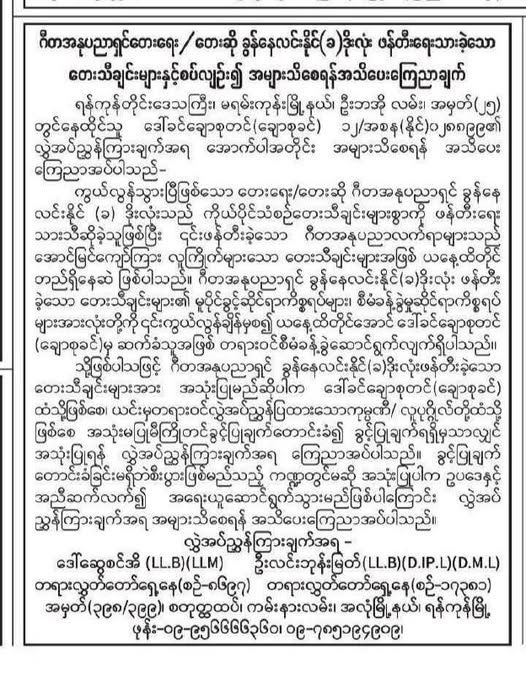 ဂီတအနုပညာရှင်တေးရေး/တေးဆို ခွန်နေလင်းနိုင်(ခ)ဒိုးလုံး ဖန်တီးရေးသားခဲ့သော
တေးသီချင်းများနှင့်စပ်လျဉ်း၍ အများသိစေရန်အသိပေးကြေညာချက်
ရန်ကုန်တိုင်းဒေသကြီး၊ မရမ်းကုန်းမြို့နယ်၊ ဦးဘအို လမ်း၊ အမှတ်(၂၅)
တွင်နေထိုင်သူ ဒေါ်ခင်ချောစုတင်(ချောစုခင်) ၁၂/အစန(နိုင်)၀၂၈၈၉၉၏
လွှဲအပ်ညွှန်ကြားချက်အရ အောက်ပါအတိုင်း အများသိစေရန် အသိပေး
ကြေညာအပ်ပါသည်–
ကွယ်လွန်သွားပြီဖြစ်သော တေးရေး/တေးဆို ဂီတအနုပညာရှင် ခွန်နေ
လင်းနိုင် (ခ) ဒိုးလုံးသည် ကိုယ်ပိုင်သံစဉ်တေးသီချင်းများစွာကို ဖန်တီးရေး
သားသီဆိုခဲ့သူဖြစ်ပြီး ၎င်းဖန်တီးခဲ့သော ဂီတအနုပညာလက်ရာများသည်
အောင်မြင်ကျော်ကြား လူကြိုက်များသော တေးသီချင်းများအဖြစ် ယနေ့ထိတိုင်
တည်ရှိနေဆဲ ဖြစ်ပါသည်။ ဂီတအနုပညာရှင် ခွန်နေလင်းနိုင်(ခ)ဒိုးလုံး ဖန်တီး
ခဲ့သော တေးသီချင်းများ၏ မူပိုင်ခွင့်ဆိုင်ရာကိစ္စရပ်များ၊ စီမံခန့်ခွဲမှုဆိုင်ရာကိစ္စရပ်
များအားလုံးတို့ကို ၎င်းကွယ်လွန်ချိန်မှစ၍ ယနေ့ထိတိုင်အောင် ဒေါ်ခင်ချောစုတင်
(ချောစုခင်)မှ ဆက်ခံသူအဖြစ် တရားဝင်စီမံခန့်ခွဲဆောင်ရွက်လျက်ရှိပါသည်။
သို့ဖြစ်ပါသဖြင့် ဂီတအနုပညာရှင် ခွန်နေလင်းနိုင်(ခ)ဒိုးလုံးဖန်တီးခဲ့သော
တေးသီချင်းများအား အသုံးပြုမည်ဆိုပါက ဒေါ်ခင်ချောစုတင်(ချောစုခင်)
ထံသို့ဖြစ်စေ၊ ယင်းမှတရားဝင်လွှဲအပ်ညွှန်ပြထားသောကုမ္ပဏီ/ လူပုဂ္ဂိုလ်တို့ထံသို့
ဖြစ်စေ အသုံးမပြုမီကြိုတင်ခွင့်ပြုချက်တောင်းခံ၍ ခွင့်ပြုချက်ရရှိမှသာလျှင်
အသုံးပြုရန် လွှဲအပ်ညွှန်ကြားချက်အရ ကြေညာအပ်ပါသည်။ ခွင့်ပြုချက်
တောင်းခံခြင်းမရှိဘဲစီးပွားဖြစ်မည်သည့် ကဏ္ဍတွင်မဆို အသုံးပြုပါက ဥပဒေနှင့်
အညီဆက်လက်၍ အရေးယူဆောင်ရွက်သွားမည်ဖြစ်ပါကြောင်း လွှဲအပ်
ညွှန်ကြားချက်အရ အများသိစေရန် အသိပေးကြေညာအပ်ပါသည်။
လွှဲအပ်ညွှန်ကြားချက်အရ –
ဒေါ်ဆွေစင်အိ (LL.B)(LLM) ဦးလင်းဘုန်းမြတ်(LL.B)(D.IP.L)(D.M.L)
တရားလွှတ်တော်ရှေ့နေ(စဉ်-၈၆၉၇) တရားလွှတ်တော်ရှေ့နေ(စဉ်-၁၇၃၈၁)
အမှတ်(၃၉၈/၃၉၉)၊ စတုတ္ထထပ်၊ ကမ်းနားလမ်း၊ အလုံမြို့နယ်၊ ရန်ကုန်မြို့
ဖုန်း-၀၉-၉၅၆၆၆၆၃၆၀၊ ၀၉-၇၈၅၁၉၄၉၀၉၊